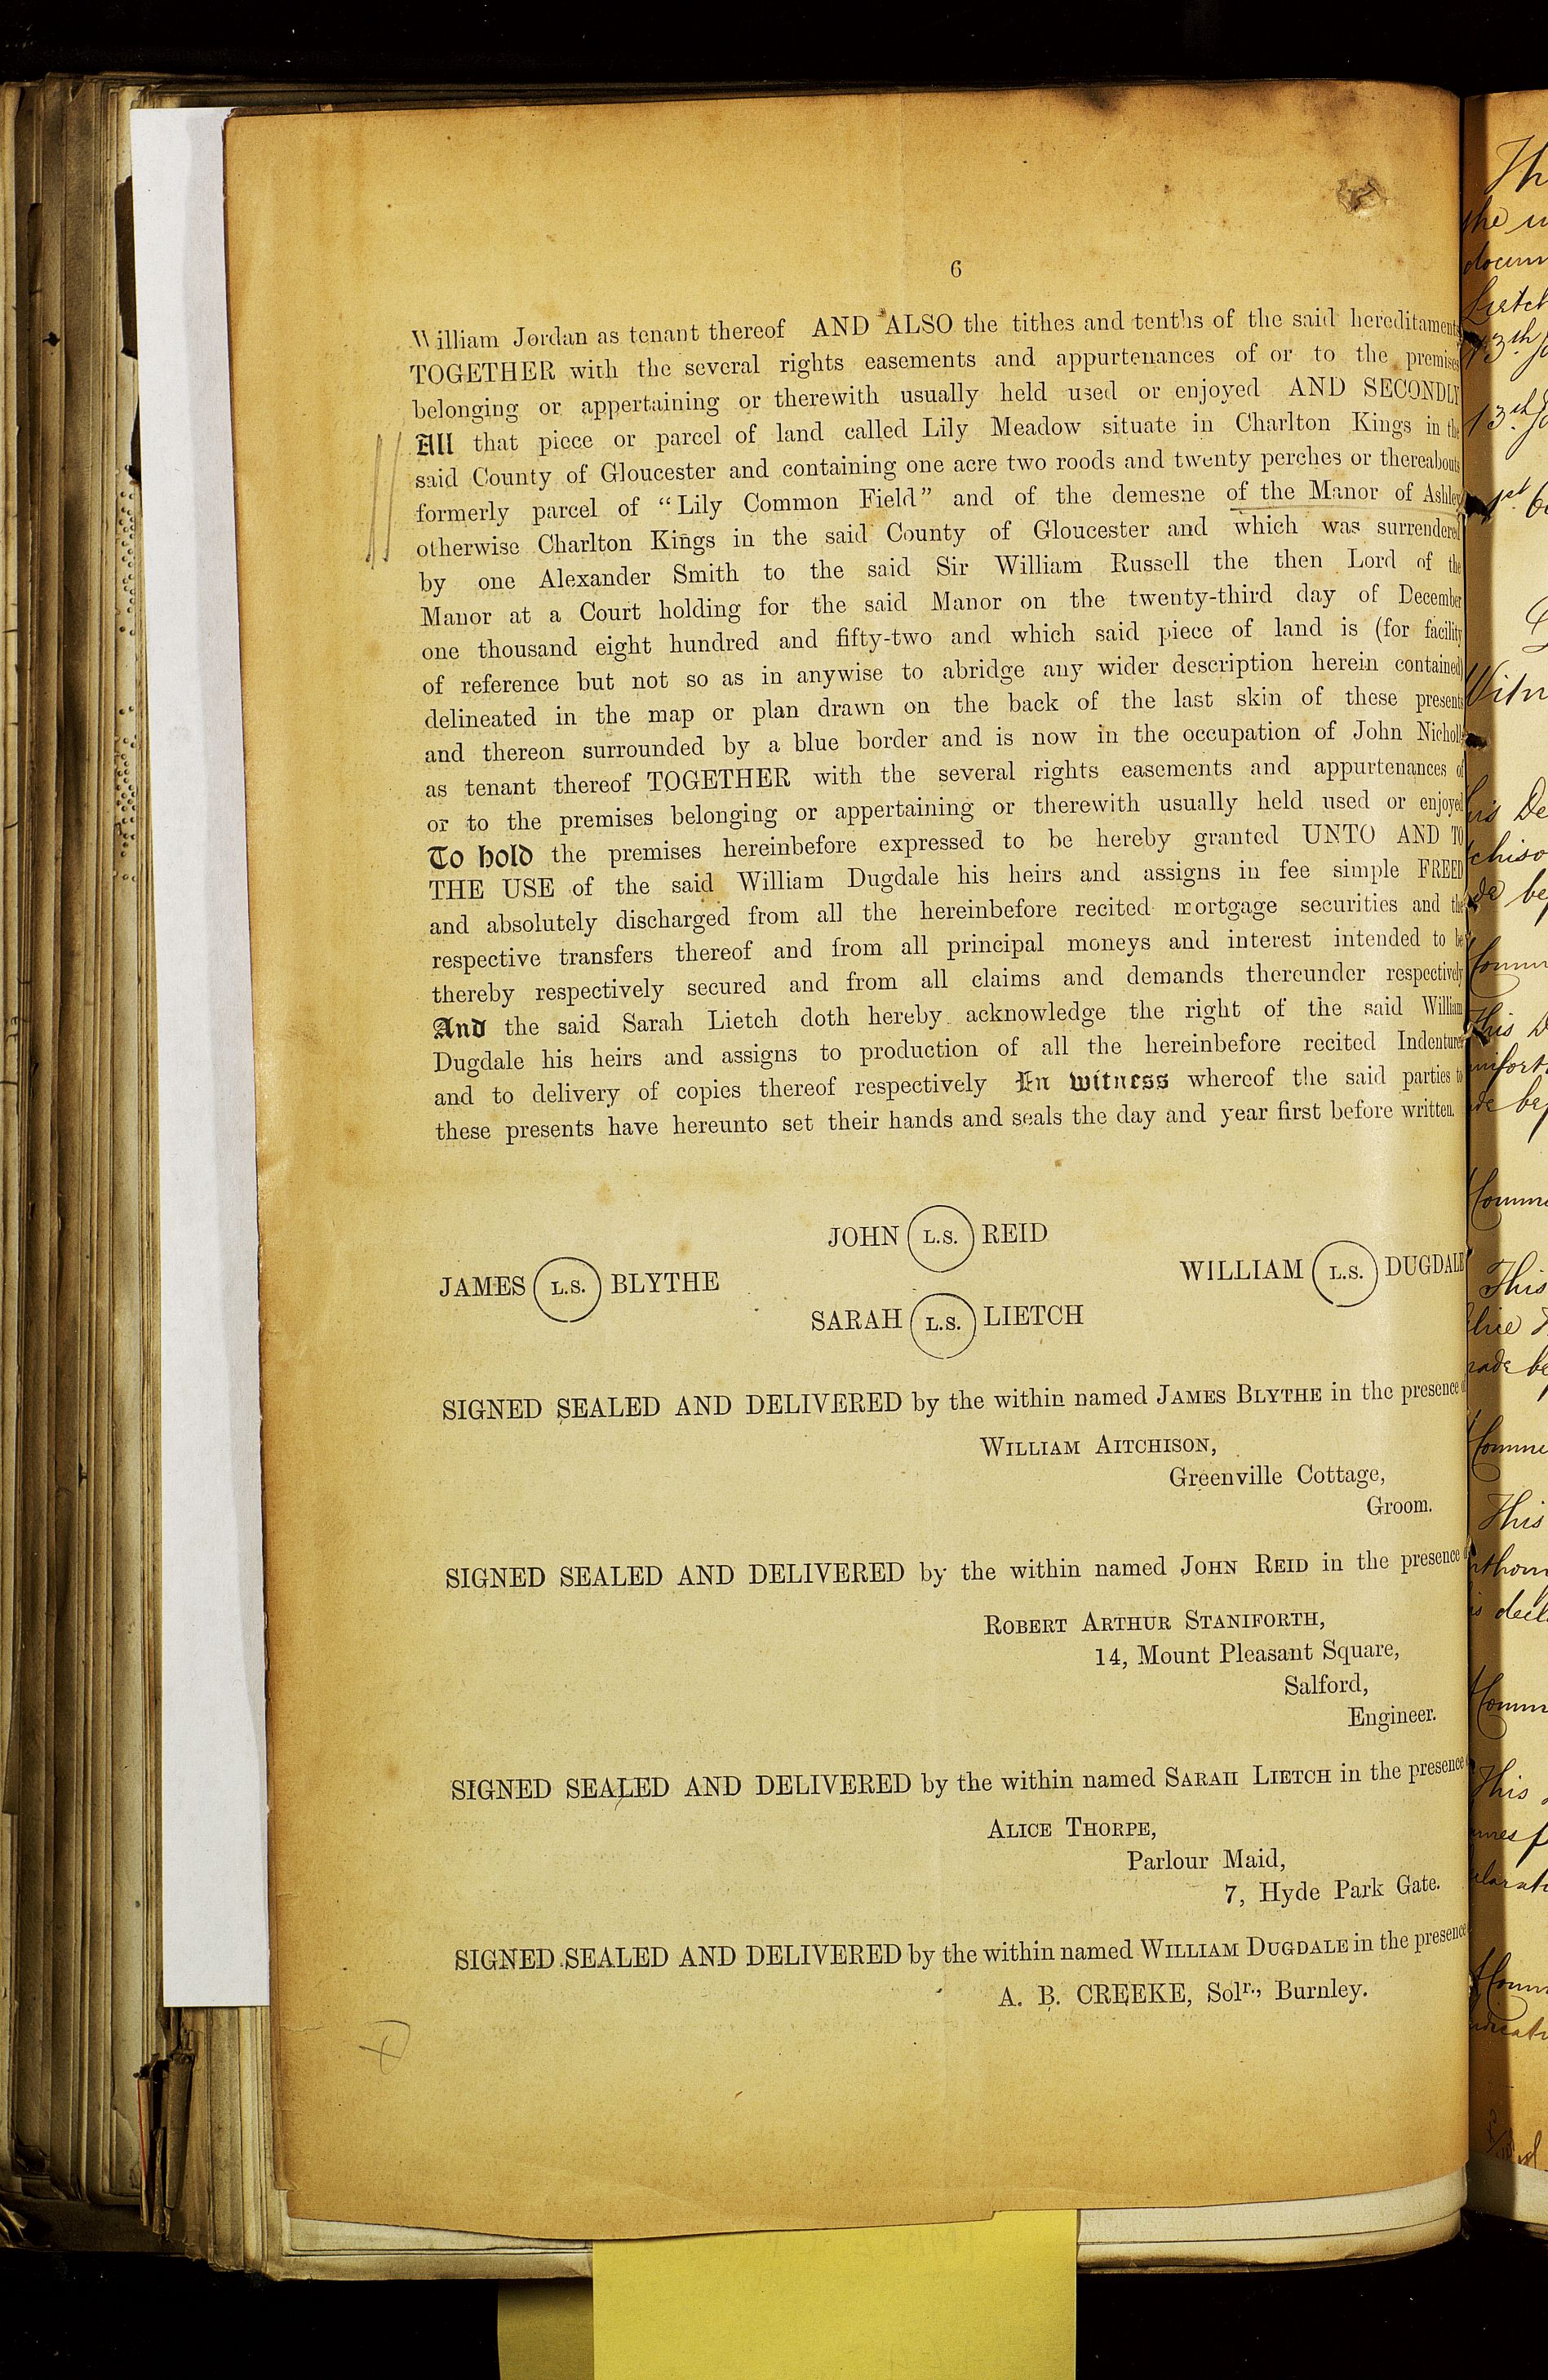 6
William Jordan as tenant thereof AND ALSO the tithes and tenths of the said hereditaments
TOGETHER with the several rights easements and appurtenances of or to the premises
belonging or appertaining or therewith usually held used or enjoyed AND SECONDLY
All that piece or parcel of land called Lily Meadow situate in Charlton Kings in the
said County of Gloucester and containing one acre two roods and twenty perches or thereabouts
formerly parcel of "Lily Common Field" and of the demesne of the Manor of Ashley
otherwise Charlton Kings in the said County of Gloucester and which was surrendered
by one Alexander Smith to the said Sir William Russell the then Lord of the
Manor at a Court holding for the said Manor on the twenty-third day of December
one thousand eight hundred and fifty-two and which said piece of land is (for facility
of reference but not so as in anywise to abridge any wider description herein contained)
delineated in the map or plan drawn on the back of the last skin of these presents
and thereon surrounded by a blue border and is now in the occupation of John Nicholls
as tenant thereof TOGETHER with the several rights easements and appurtenances of
or to the premises belonging or appertaining or therewith usually held used or enjoyed
To hold the premises hereinbefore expressed to be hereby granted UNTO AND TO
THE USE of the said William Dugdale his heirs and assigns in fee simple FREED
and absolutely discharged from all the hereinbefore recited mortgage securities and the
respective transfers thereof and from all principal moneys and interest intended to be
thereby respectively secured and from all claims and demands thereunder respectively
And the said Sarah Lietch doth hereby acknowledge the right of the said William
Dugdale his heirs and assigns to production of all the hereinbefore recited Indentures
and to delivery of copies thereof respectively In witness whereof the said parties to
these presents have hereunto set their hands and seals the day and year first before written.
JOHN L.S. REID
JAMES L.S. BLYTHE
WILLIAM L.S. DUGDALE
SARAH L.S. LIETCH
SIGNED SEALED AND DELIVERED by the within named JAMES BLYTHE in the presence of
WILLIAM AITCHISON,
Greenville Cottage,
Groom.
SIGNED SEALED AND DELIVERED by the within named JOHN REID in the presence of
ROBERT ARTHUR STANIFORTH,
14, Mount Pleasant Square,
Salford,
Engineer.
SIGNED SEALED AND DELIVERED by the within named SARAH LIETCH in the presence
ALICE THORPE,
Parlour Maid,
7, Hyde Park Gate.
SIGNED SEALED AND DELIVERED by the within named WILLIAM DUGDALE in the presence
A. B. CREEKE, Solr., Burnley.